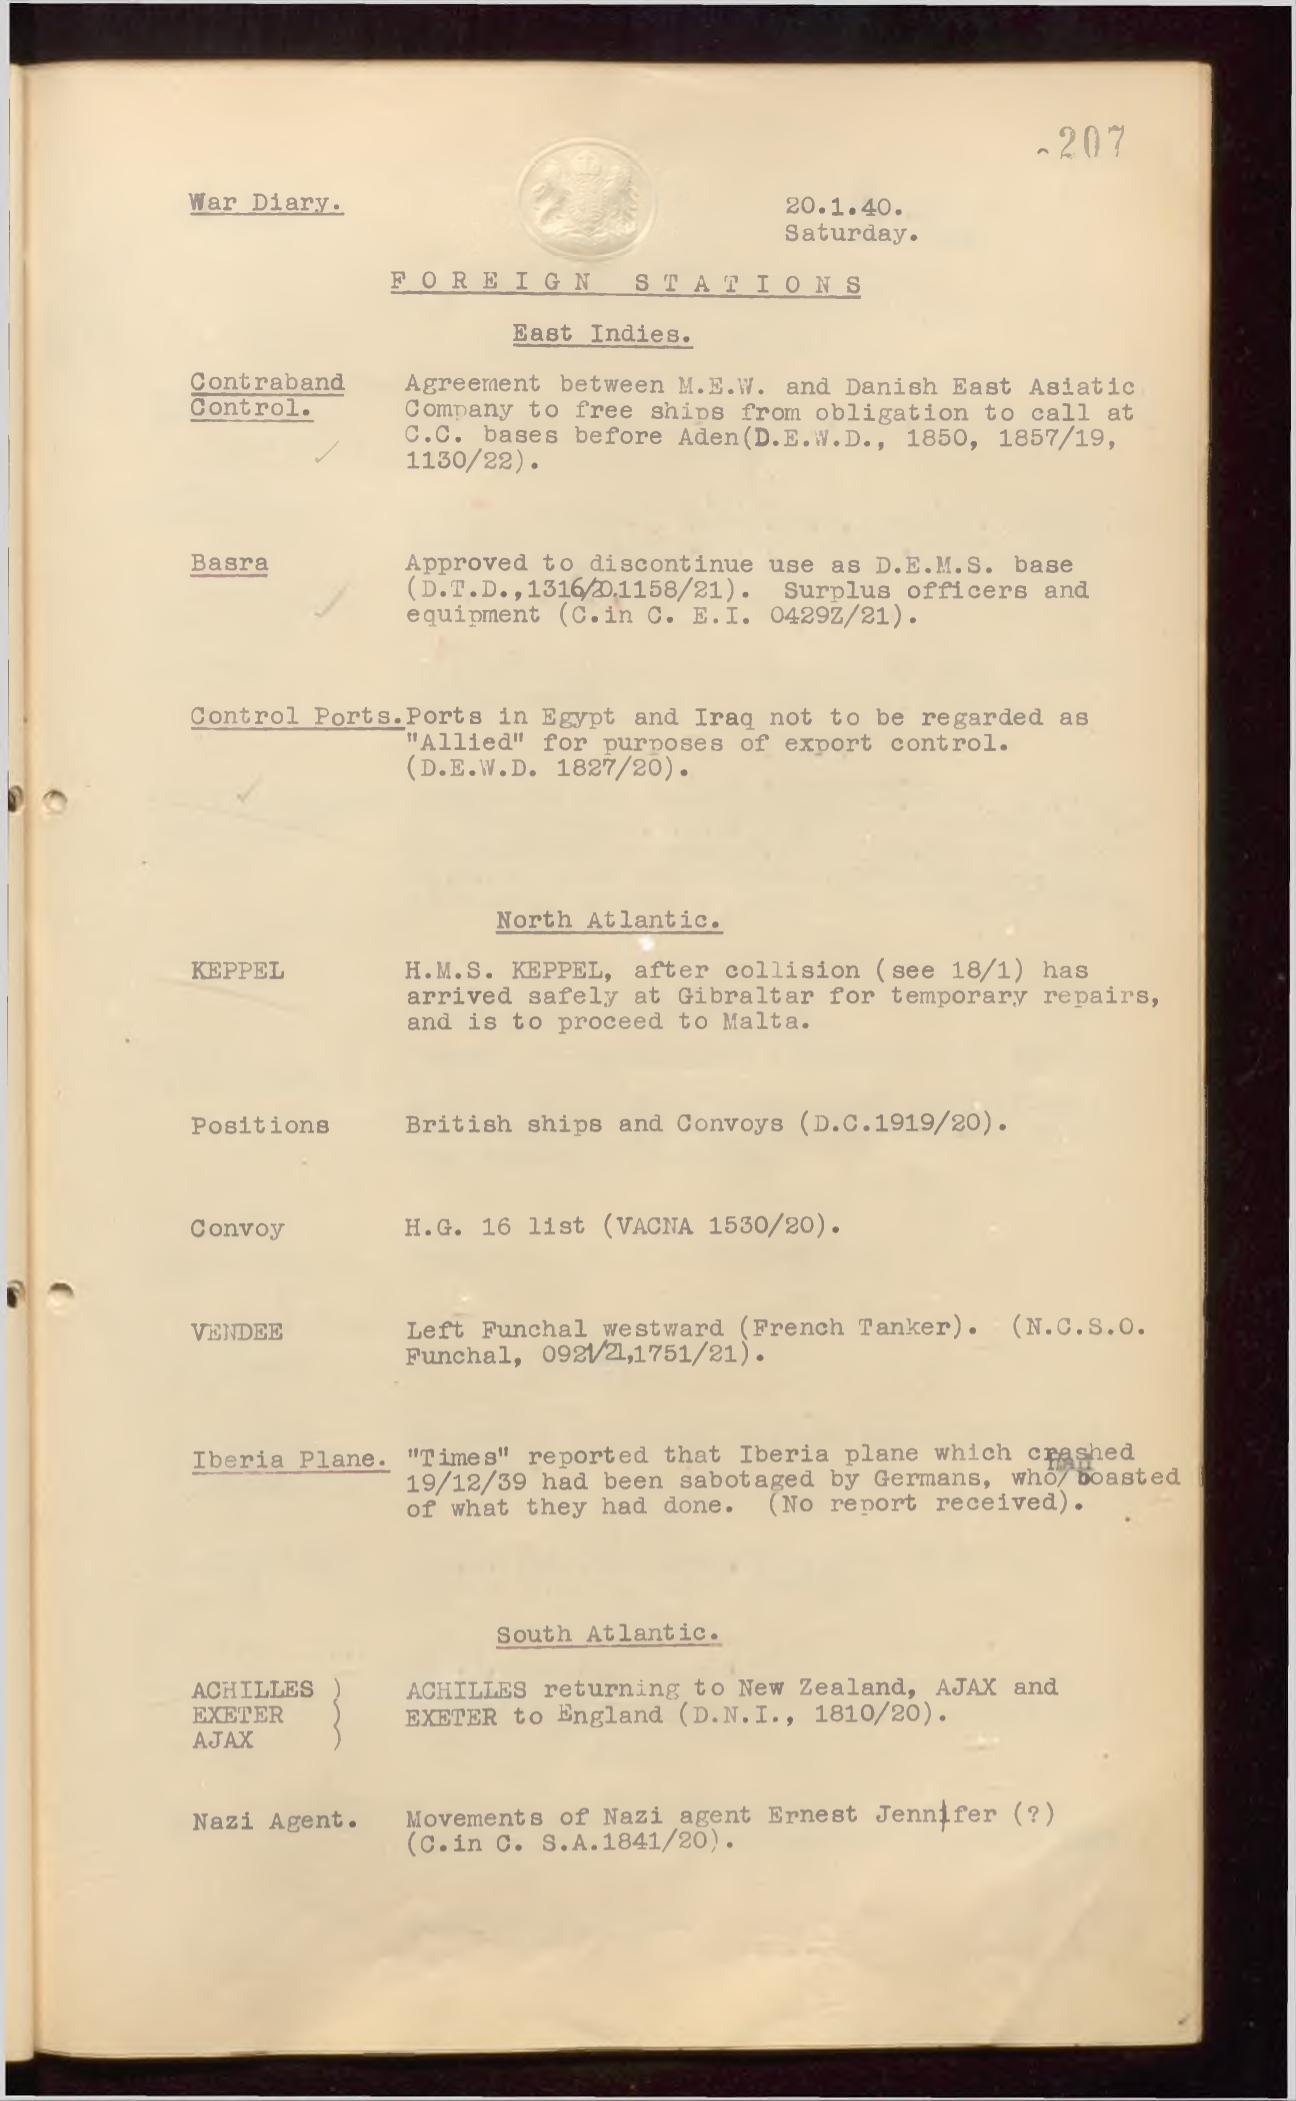 207
War Diary.
20.1.40.
Saturday.
FOREIGN STATIONS
East Indies.
Contraband Control.
Agreement between M.E.W. and Danish East Asiatic
Company to free ships from obligation to call at
C.C. bases before Aden(D.E.W.D., 1850, 1857/19,
1130/22).
Basra
Approved to discontinue use as D.E.M.S. base
(D.T.D.,1316/20.1158/21). Surplus officers and
equipment (C.in C. E.I. 0429Z/21).
Control Ports.Ports in Egypt and Iraq not to be regarded as
"Allied" for purposes of export control.
(D.E.W.D. 1827/20).
North Atlantic.
KEPPEL
H.M.S. KEPPEL, after collision (see 18/1) has
arrived safely at Gibraltar for temporary repairs,
and is to proceed to Malta.
Positions
British ships and Convoys (D.C.1919/20).
Convoy
H.G. 16 list (VACNA 1530/20).
VENDEE
Left Funchal westward (French Tanker). (N.C.S.O.
Funchal, 0921/21,1751/21).
Iberia Plane.
"Times" reported that Iberia plane which crashed
19/12/39 had been sabotaged by Germans, who/ had boasted
of what they had done. (No report received).
South Atlantic.
ACHILLES )
EXETER )
AJAX )
ACHILLES returning to New Zealand, AJAX and
EXETER to England (D.N.I., 1810/20).
Nazi Agent.
Movements of Nazi agent Ernest Jennifer (?)
(C.in C. S.A.1841/20).